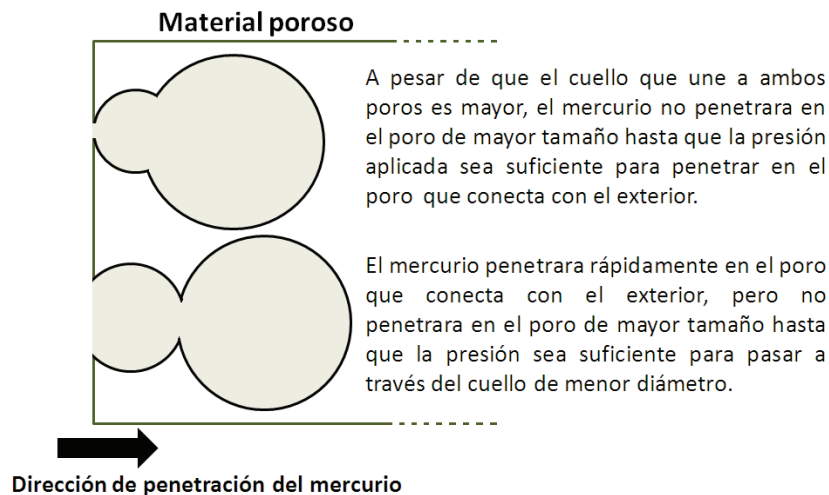 Material poroso
A pesar de que el cuello que une a ambos
poros es mayor, el mercurio no penetrara en
el poro de mayor tamaño hasta que la presión
aplicada sea suficiente para penetrar en el
poro que conecta con el exterior.
El mercurio penetrara rápidamente en el poro
que conecta con el exterior, pero no
penetrara en el poro de mayor tamaño hasta
que la presión sea suficiente para pasar a
través del cuello de menor diámetro.
Dirección de penetración del mercurio